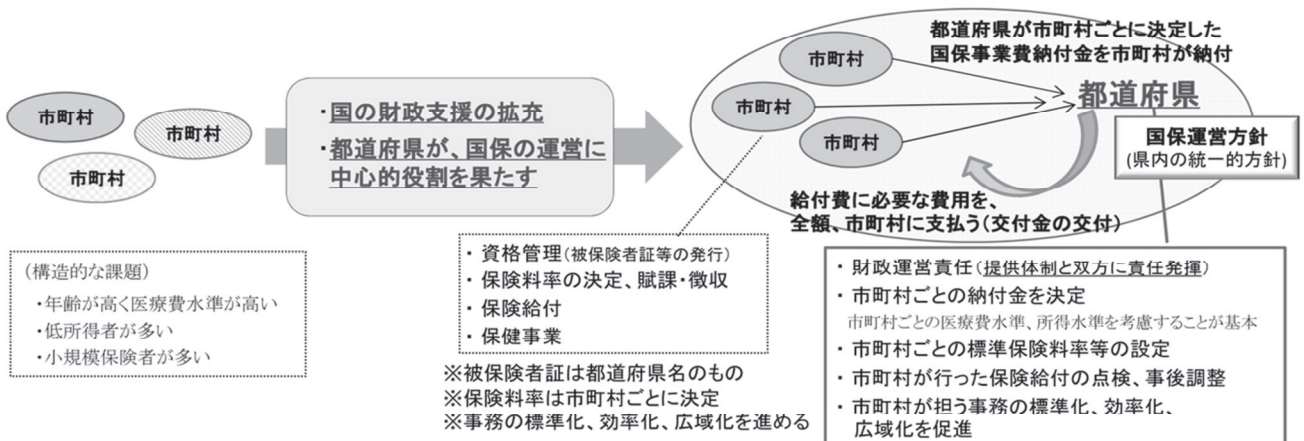 市町村
市町村
市町村
・国の財政支援の拡充
・都道府県が、国保の運営に
中心的役割を果たす
都道府県が市町村ごとに決定した
国保事業費納付金を市町村が納付
市町村
市町村
市町村
都道府県
国保運営方針
(県内の統一的方針)
給付費に必要な費用を、
全額、市町村に支払う(交付金の交付)
(構造的な課題)
・年齢が高く医療費水準が高い
・低所得者が多い
・小規模保険者が多い
・資格管理(被保険者証等の発行)
・保険料率の決定、賦課・徴収
・保険給付
・保健事業
※被保険者証は都道府県名のもの
※保険料率は市町村ごとに決定
※事務の標準化、効率化、広域化を進める
・財政運営責任(提供体制と双方に責任発揮)
・市町村ごとの納付金を決定
市町村ごとの医療費水準、所得水準を考慮することが基本
・市町村ごとの標準保険料率等の設定
・市町村が行った保険給付の点検、事後調整
・市町村が担う事務の標準化、効率化、
広域化を促進